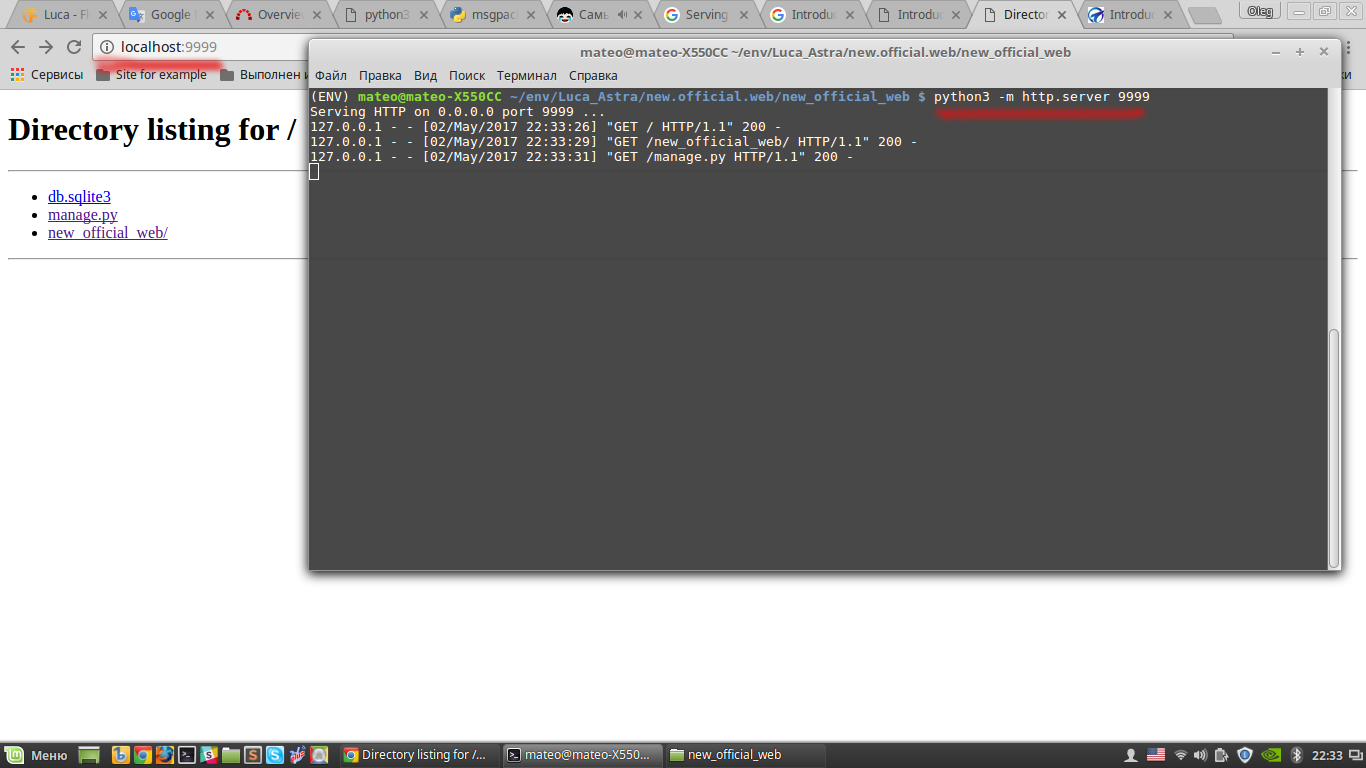 Luca - Fl
Google
Overvie
python3
msgpac
Самь
Serving
Introdu
Introdu
Directo
Introdu
Oleg
localhost:9999
Сервисы
Site for example
Выполнен и
mateo@mateo-X550CC ~/env/Luca_Astra/new.official.web/new_official_web
Файл Правка Вид Поиск Терминал Справка
(ENV) mateo@mateo-X550CC ~/env/Luca_Astra/new.official.web/new_official_web $ python3 -m http.server 9999
Serving HTTP on 0.0.0.0 port 9999 ...
127.0.0.1 - - [02/May/2017 22:33:26] "GET / HTTP/1.1" 200 -
127.0.0.1 - - [02/May/2017 22:33:29] "GET /new_official_web/ HTTP/1.1" 200 -
127.0.0.1 - - [02/May/2017 22:33:31] "GET /manage.py HTTP/1.1" 200 -
Directory listing for /
db.sqlite3
manage.py
new_official_web/
Меню
Directory listing for /...
mateo@mateo-X550...
new_official_web
22:33